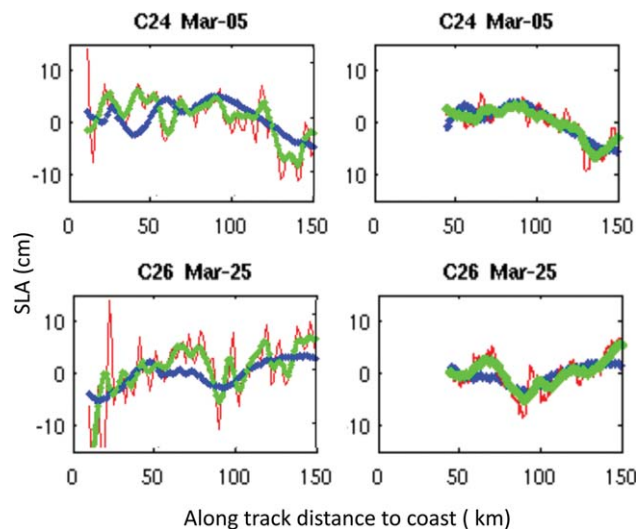 C24 Mar-05 C24 Mar-05
10 10
0 0
-10 -10
0 50 100 150 0 50 100 150
C26 Mar-25 C26 Mar-25
10 10
0 0
-10 -10
0 50 100 150 0 50 100 150
SLA (cm)
Along track distance to coast ( km)